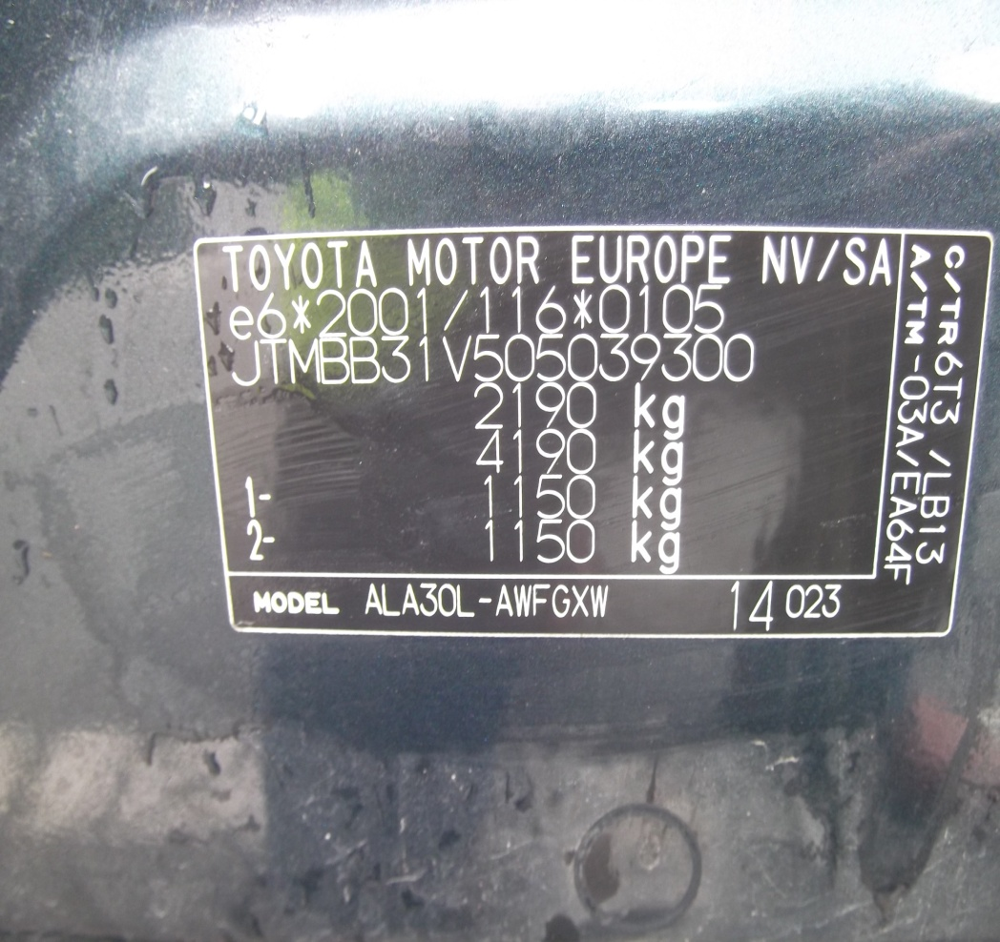 TOYOTA MOTOR EUROPE NV/SA
e6*2001/116*0105
JTMBB31V505039300
2190 kg
4190 kg
1- 1150 kg
2- 1150 kg
MODEL ALA30L-AWFGXW 14 023
C/TR6T3 /LB13
A/TM -03A/EA64F